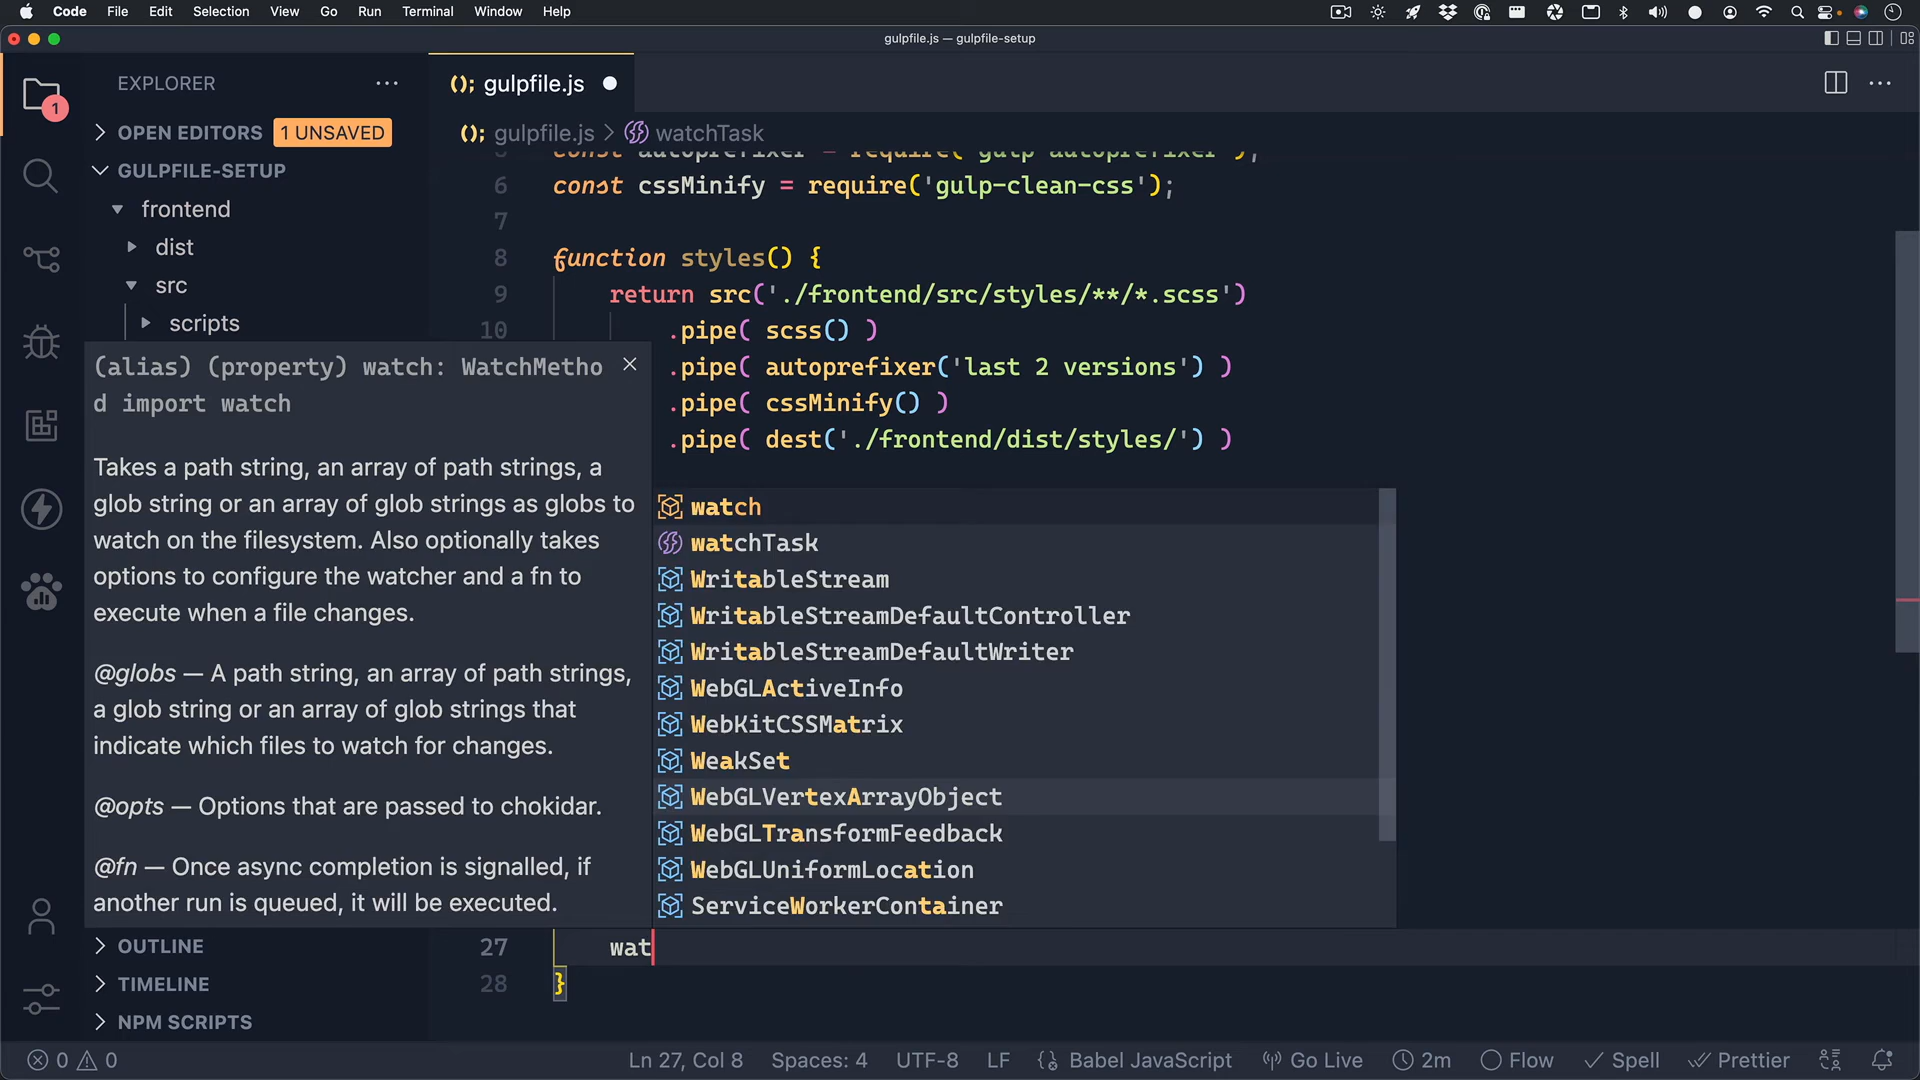 Code File Edit Selection View Go Run Terminal Window Help
gulpfile.js — gulpfile-setup
EXPLORER
OPEN EDITORS 1 UNSAVED
GULPFILE-SETUP
frontend
dist
src
scripts
1
gulpfile.js
gulpfile.js > watchTask
const autoprefixer = require('gulp-autoprefixer');
6 const cssMinify = require('gulp-clean-css');
7
8 function styles() {
9 return src('./frontend/src/styles/**/*.scss')
10 .pipe( scss() )
.pipe( autoprefixer('last 2 versions') )
.pipe( cssMinify() )
.pipe( dest('./frontend/dist/styles/') )
(alias) (property) watch: WatchMetho
d import watch
Takes a path string, an array of path strings, a
glob string or an array of glob strings as globs to
watch on the filesystem. Also optionally takes
options to configure the watcher and a fn to
execute when a file changes.
@globs — A path string, an array of path strings,
a glob string or an array of glob strings that
indicate which files to watch for changes.
@opts — Options that are passed to chokidar.
@fn — Once async completion is signalled, if
another run is queued, it will be executed.
watch
watchTask
WritableStream
WritableStreamDefaultController
WritableStreamDefaultWriter
WebGLActiveInfo
WebKitCSSMatrix
WeakSet
WebGLVertexArrayObject
WebGLTransformFeedback
WebGLUniformLocation
ServiceWorkerContainer
27 wat
28 }
OUTLINE
TIMELINE
NPM SCRIPTS
0 0 Ln 27, Col 8 Spaces: 4 UTF-8 LF Babel JavaScript Go Live 2m Flow Spell Prettier